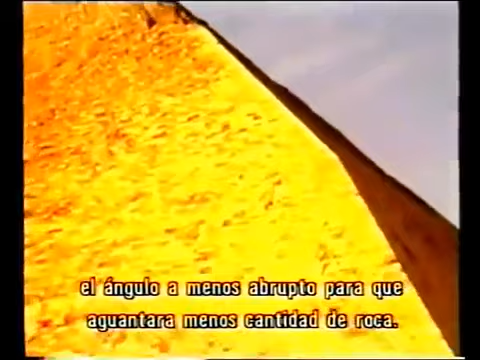 el ángulo a menos abrupto para que
aguantara menos cantidad de roca.